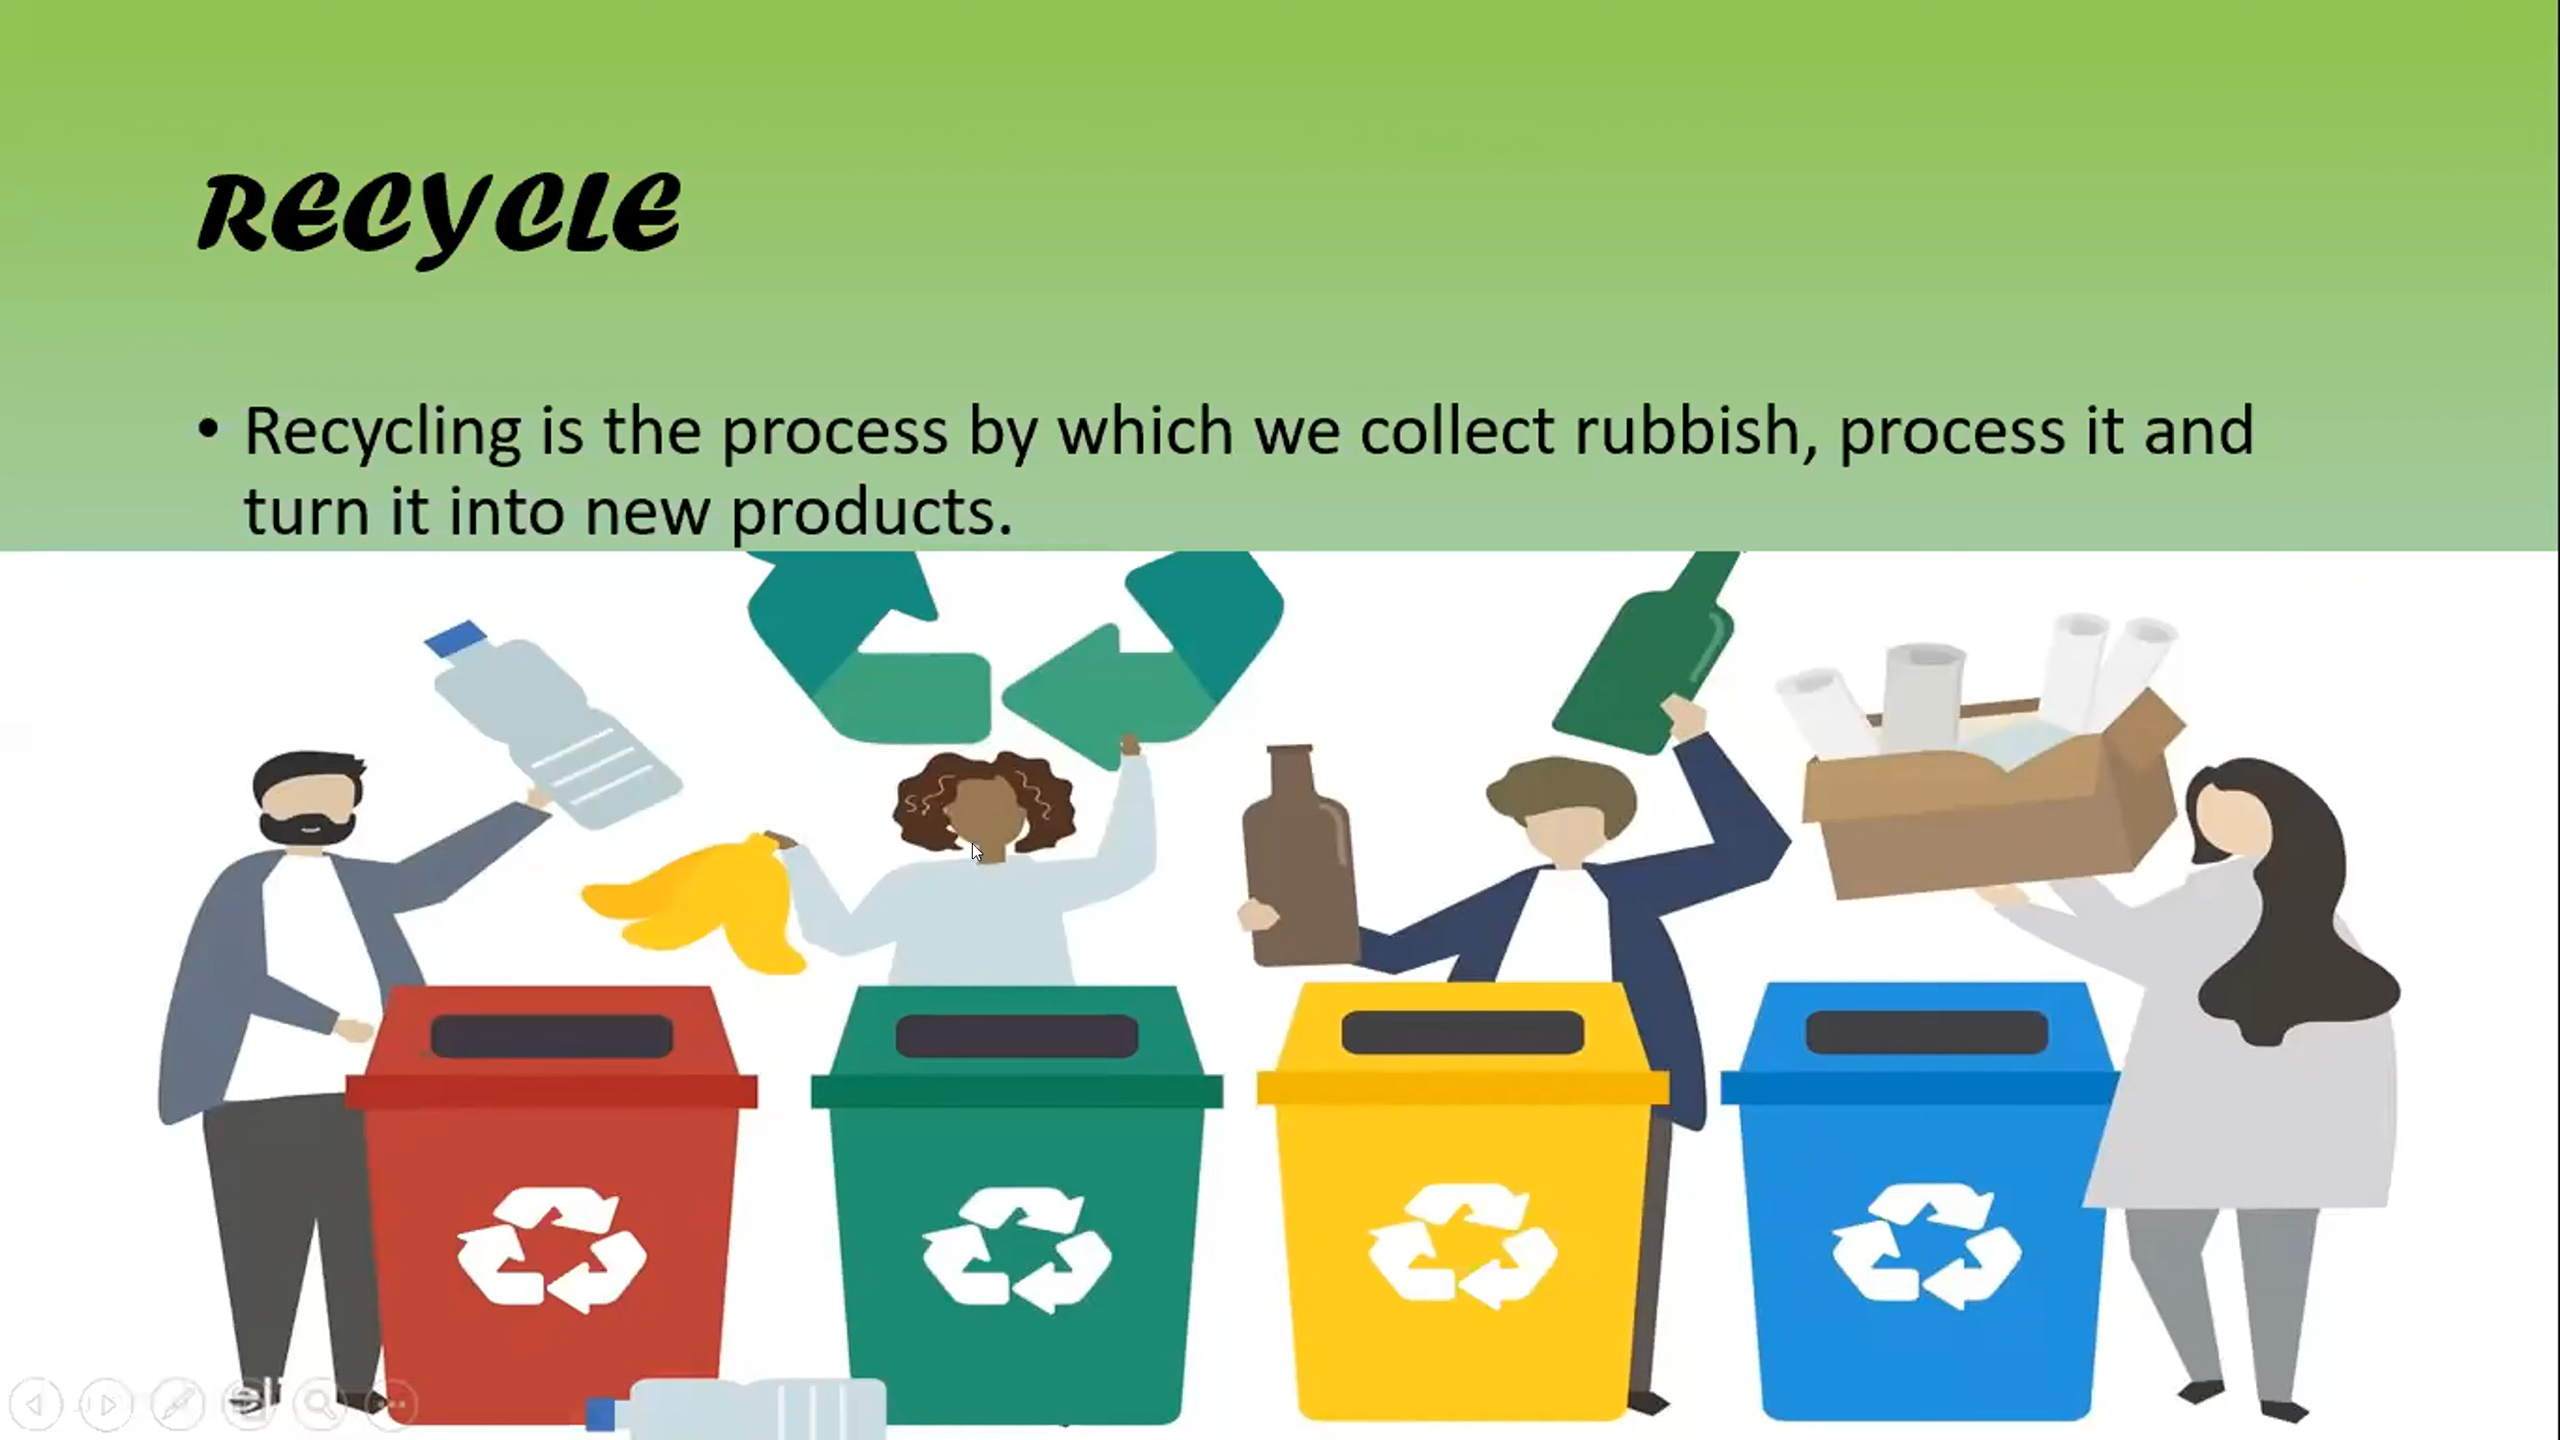 RECYCLE
• Recycling is the process by which we collect rubbish, process it and
turn it into new products.